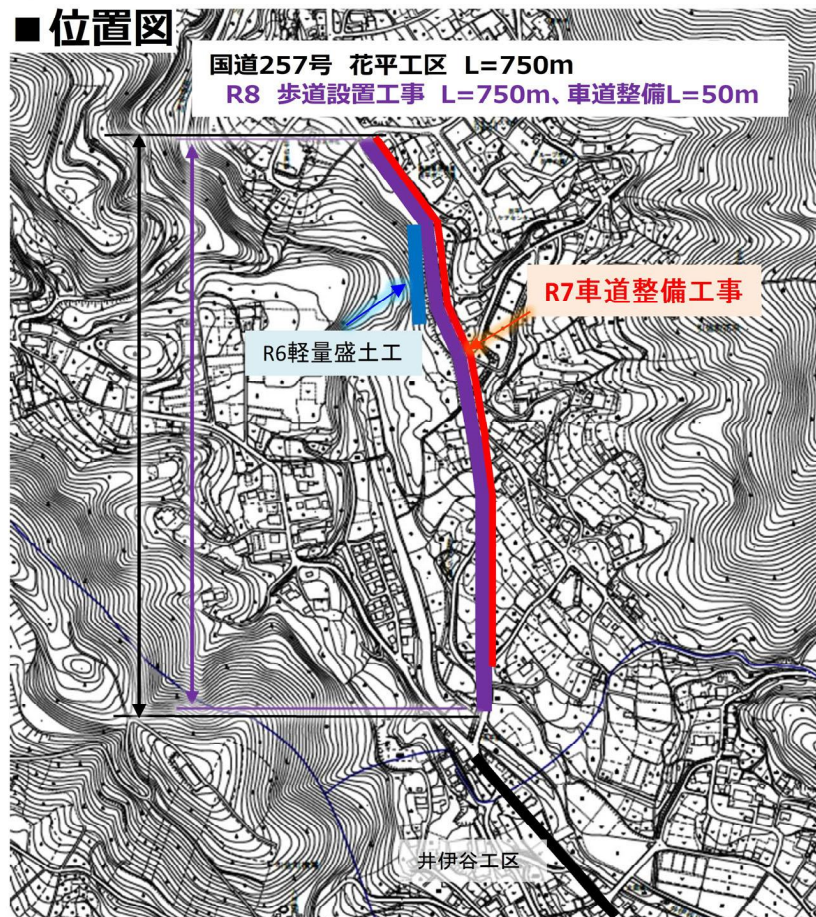 ■位置図
国道257号 花平工区 L=750m
R8 歩道設置工事 L=750m、車道整備L=50m
R7車道整備工事
R6軽量盛土工
井伊谷工区